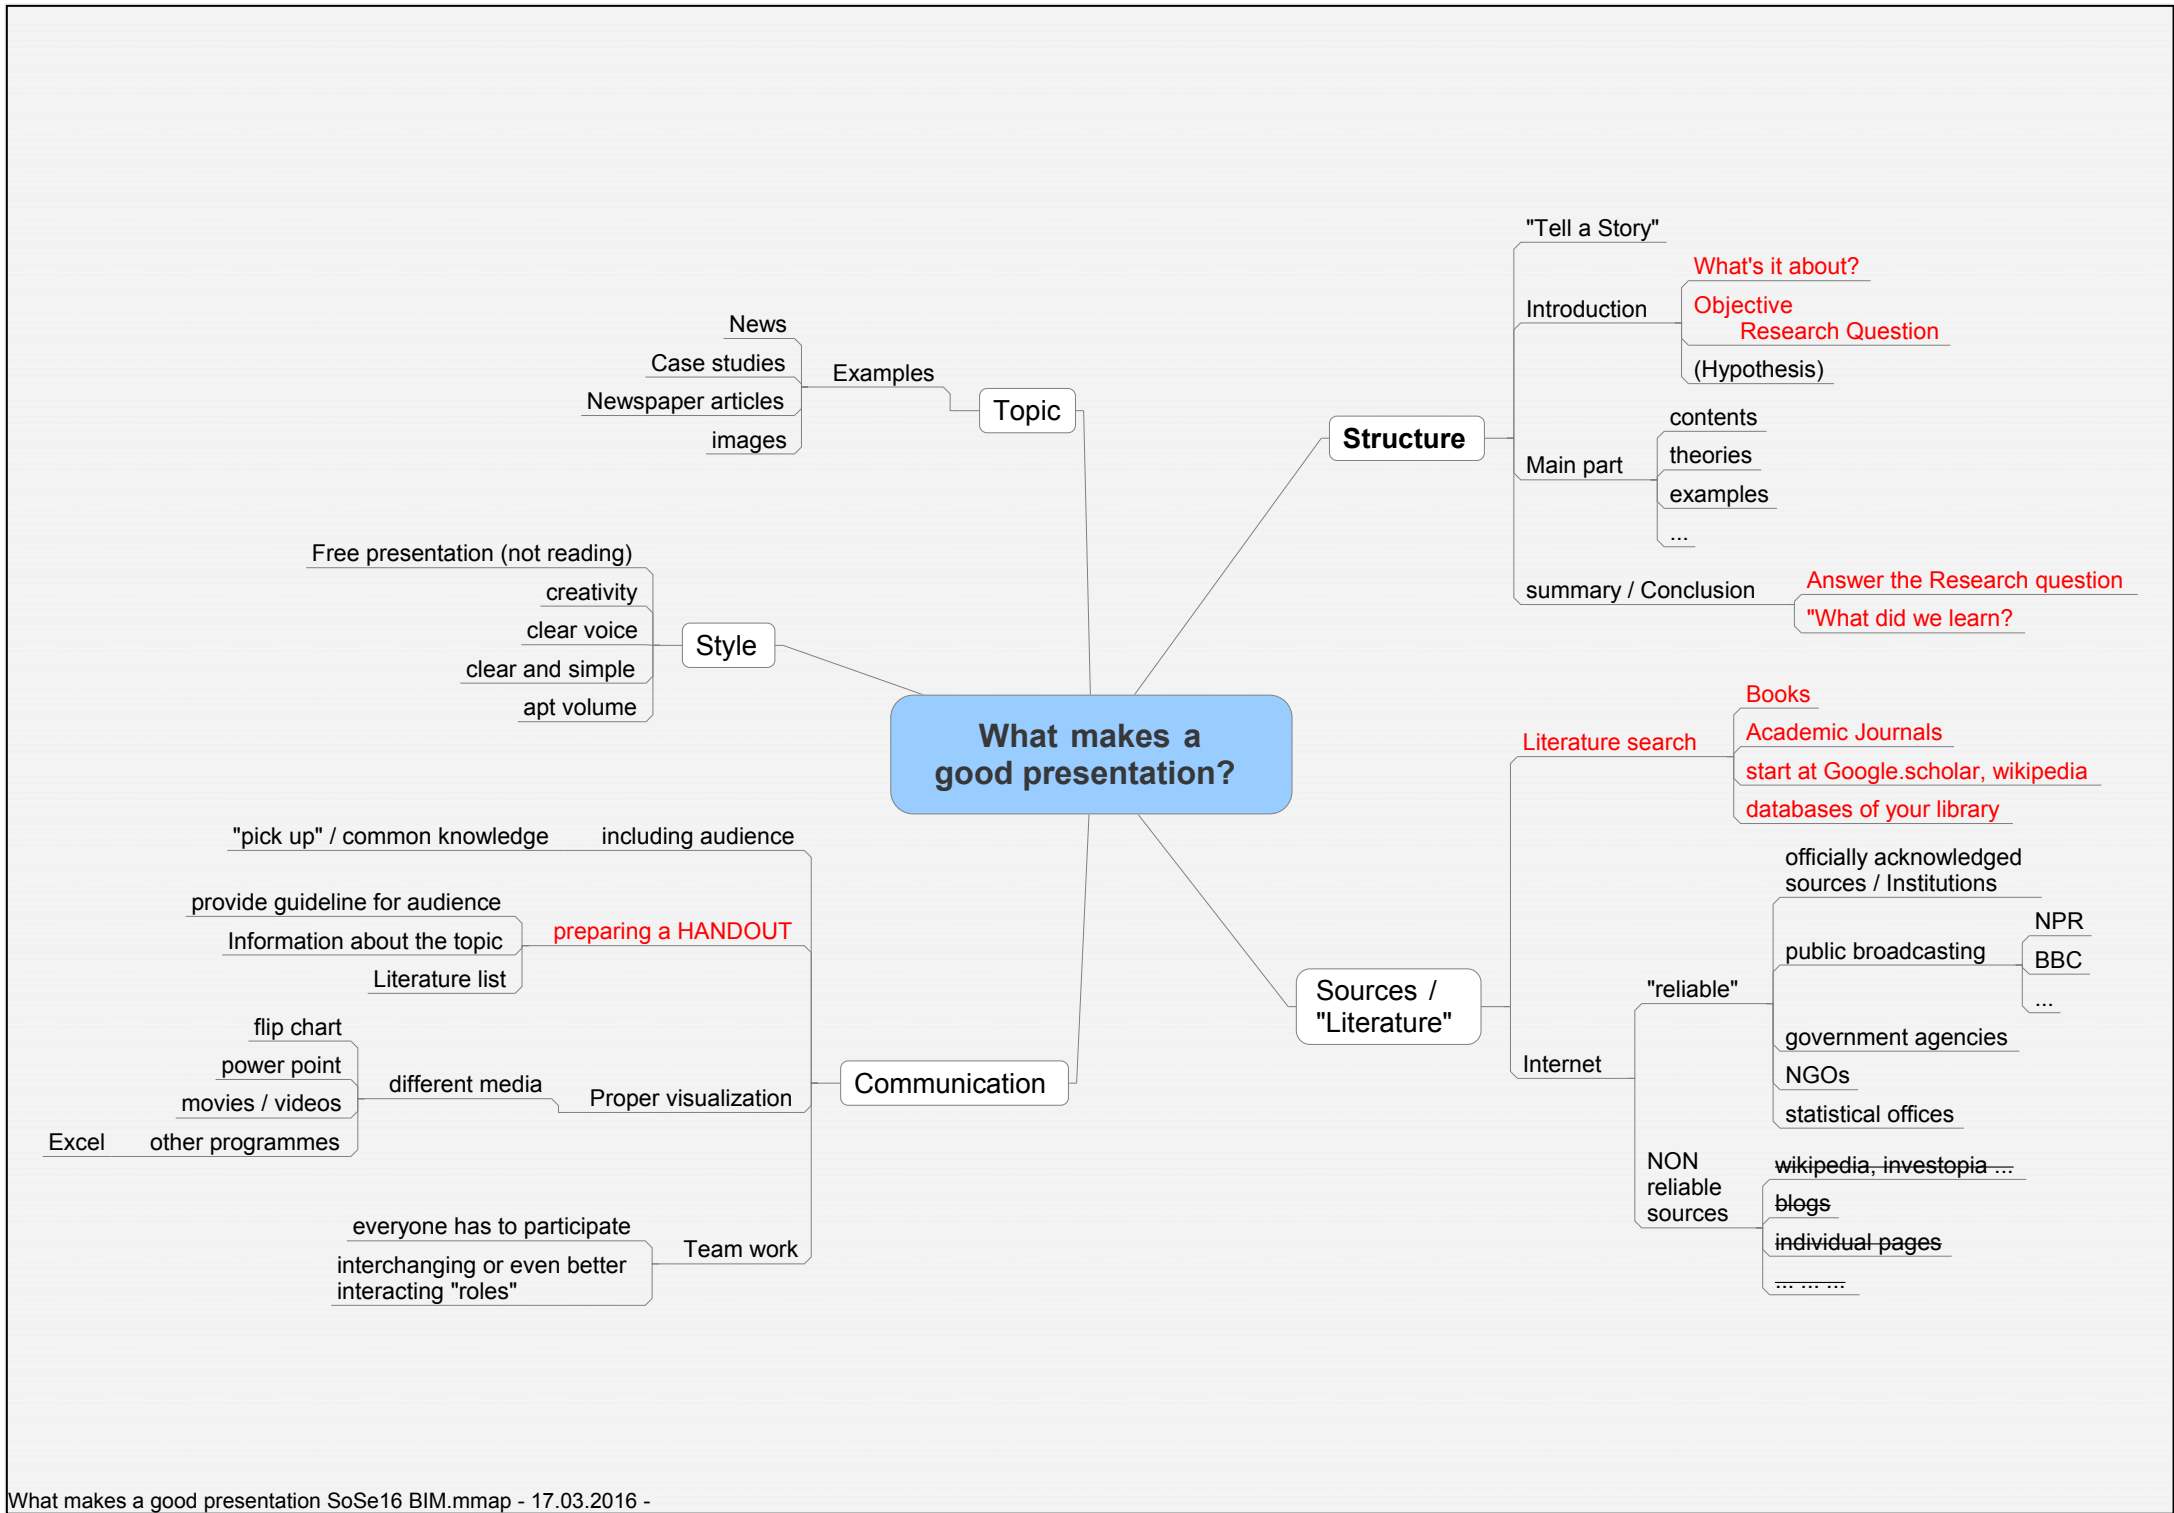 What makes a
good presentation?
Structure
"Tell a Story"
Introduction
What's it about?
Objective
Research Question
(Hypothesis)
Main part
contents
theories
examples
...
summary / Conclusion
Answer the Research question
"What did we learn?
Sources /
"Literature"
Literature search
Books
Academic Journals
start at Google.scholar, wikipedia
databases of your library
Internet
"reliable"
officially acknowledged
sources / Institutions
public broadcasting
NPR
BBC
...
government agencies
NGOs
statistical offices
NON
reliable
sources
wikipedia, investopia ...
blogs
individual pages
... ... ...
Topic
Examples
News
Case studies
Newspaper articles
images
Style
Free presentation (not reading)
creativity
clear voice
clear and simple
apt volume
Communication
including audience
"pick up" / common knowledge
preparing a HANDOUT
provide guideline for audience
Information about the topic
Literature list
Proper visualization
different media
flip chart
power point
movies / videos
other programmes
Excel
Team work
everyone has to participate
interchanging or even better
interacting "roles"
What makes a good presentation SoSe16 BIM.mmap - 17.03.2016 -